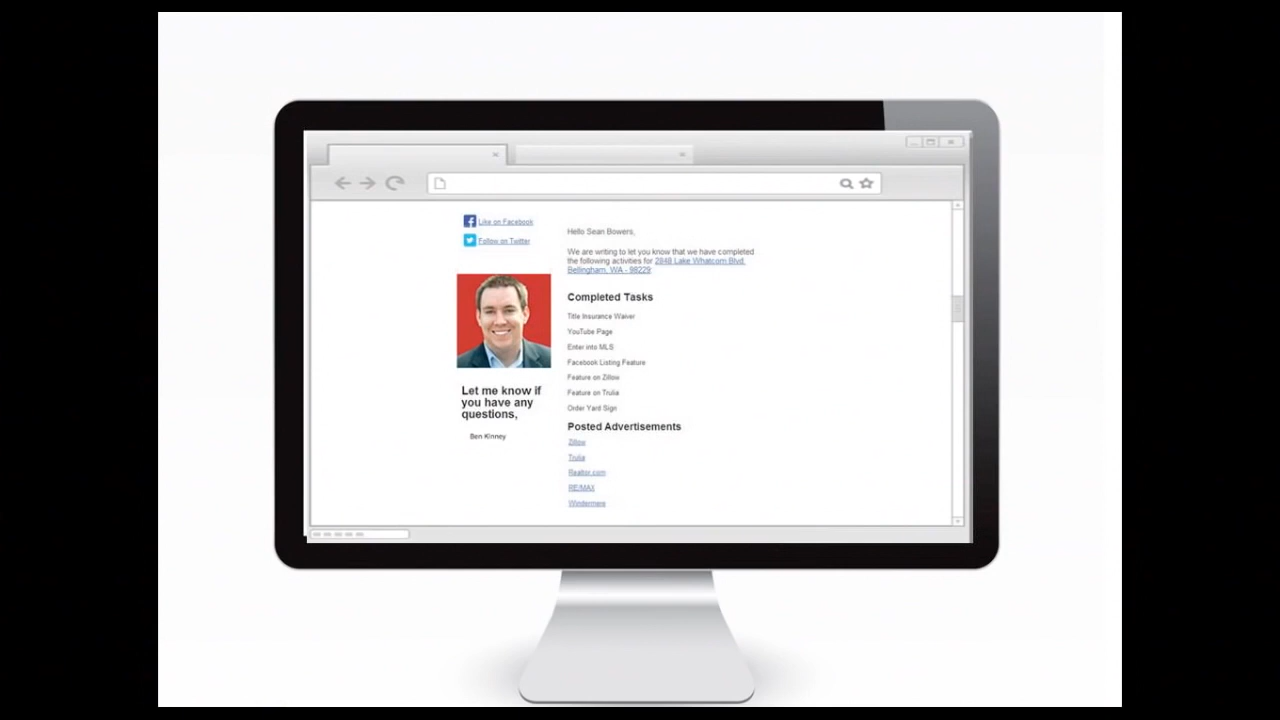 Like on Facebook
Follow on Twitter
Let me know if
you have any
questions,
Ben Kinney
Hello Sean Bowers,
We are writing to let you know that we have completed
the following activities for 2848 Lake Whatcom Blvd.
Bellingham, WA - 98229
Completed Tasks
Title Insurance Waiver
YouTube Page
Enter into MLS
Facebook Listing Feature
Feature on Zillow
Feature on Trulia
Order Yard Sign
Posted Advertisements
Zillow
Trulia
Realtor.com
RE/MAX
Windermere